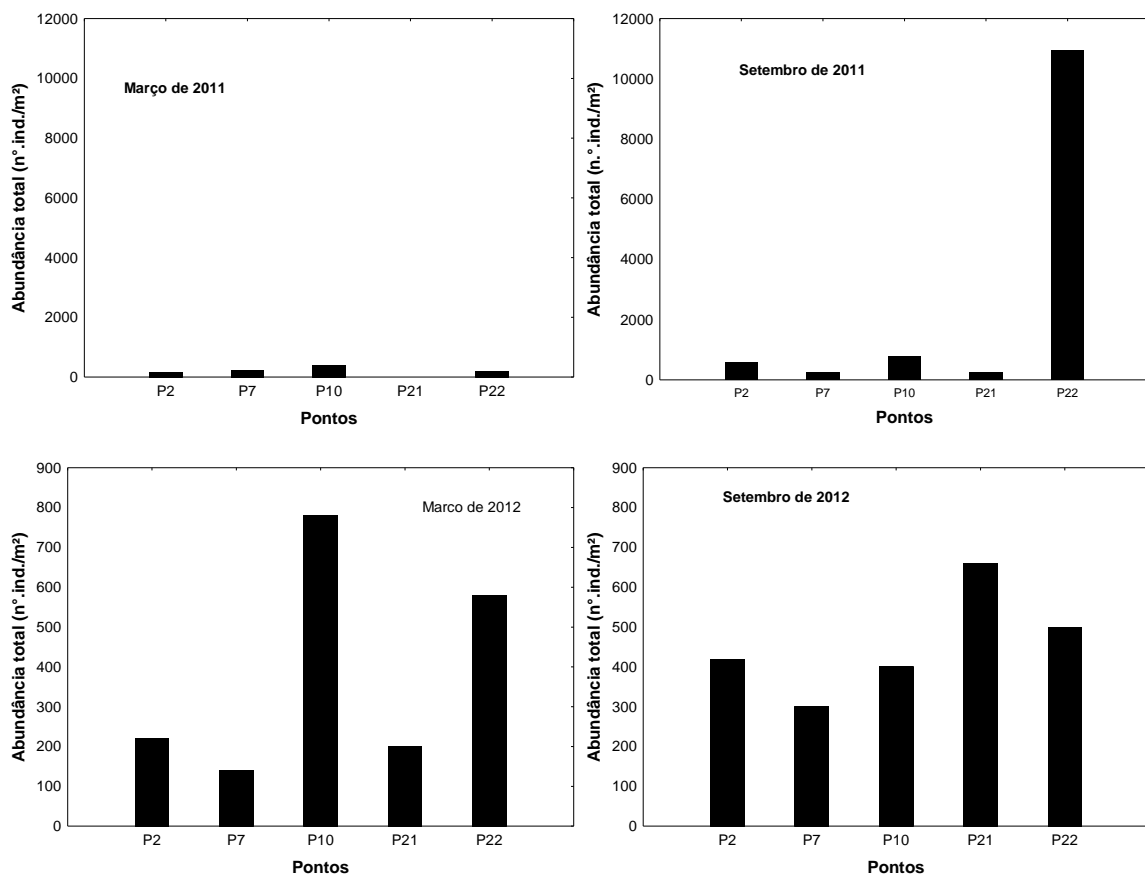 Março de 2011
Abundância total (n°.ind./m²)
12000
10000
8000
6000
4000
2000
0
P2 P7 P10 P21 P22
Pontos
Setembro de 2011
Abundância total (n.°.ind./m²)
12000
10000
8000
6000
4000
2000
0
P2 P7 P10 P21 P22
Pontos
Marco de 2012
Abundância total (n°.ind./m²)
900
800
700
600
500
400
300
200
100
0
P2 P7 P10 P21 P22
Pontos
Setembro de 2012
Abundância total (n°.ind./m²)
900
800
700
600
500
400
300
200
100
0
P2 P7 P10 P21 P22
Pontos